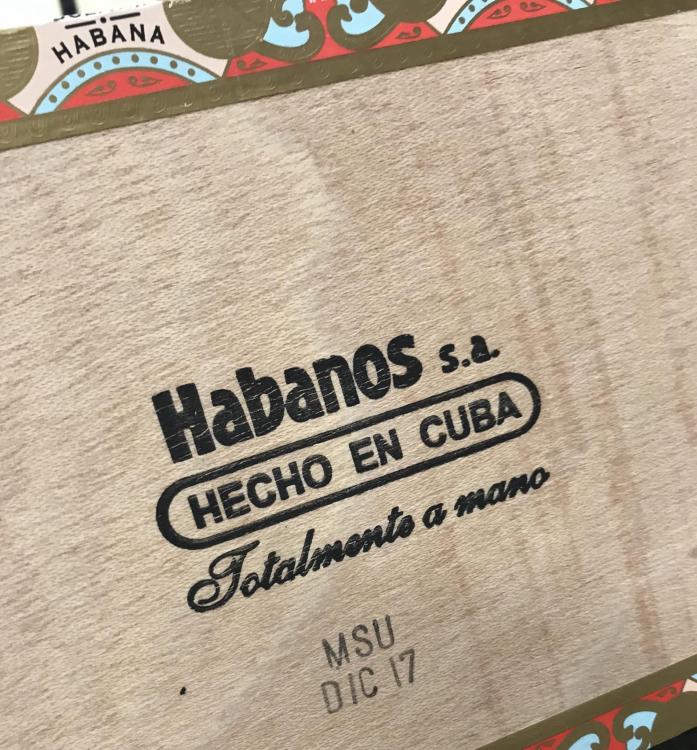 HABANA
Habanos s.a.
HECHO EN CUBA
Totalmente a mano
MSU
DIC 17